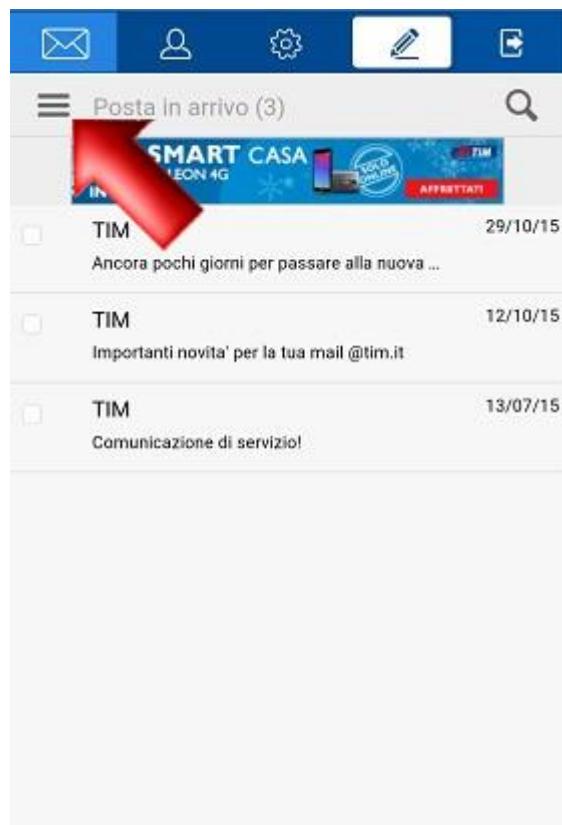 Posta in arrivo (3)
SMART CASA
LEON 4G
IN
SOLO
ONLINE
TIM
AFFRETTATI
TIM
29/10/15
Ancora pochi giorni per passare alla nuova ...
TIM
12/10/15
Importanti novita' per la tua mail @tim.it
TIM
13/07/15
Comunicazione di servizio!